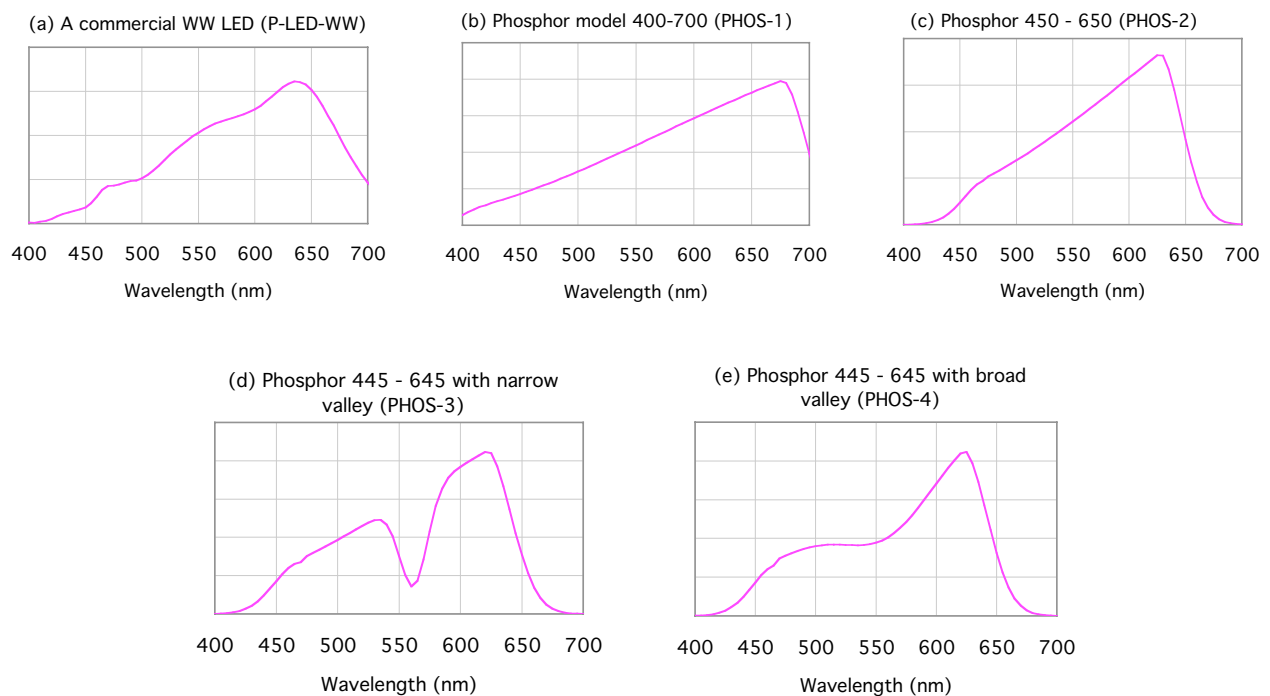 (a) A commercial WW LED (P-LED-WW)
400 450 500 550 600 650 700
Wavelength (nm)
(b) Phosphor model 400-700 (PHOS-1)
400 450 500 550 600 650 700
Wavelength (nm)
(c) Phosphor 450 - 650 (PHOS-2)
400 450 500 550 600 650 700
Wavelength (nm)
(d) Phosphor 445 - 645 with narrow
valley (PHOS-3)
400 450 500 550 600 650 700
Wavelength (nm)
(e) Phosphor 445 - 645 with broad
valley (PHOS-4)
400 450 500 550 600 650 700
Wavelength (nm)